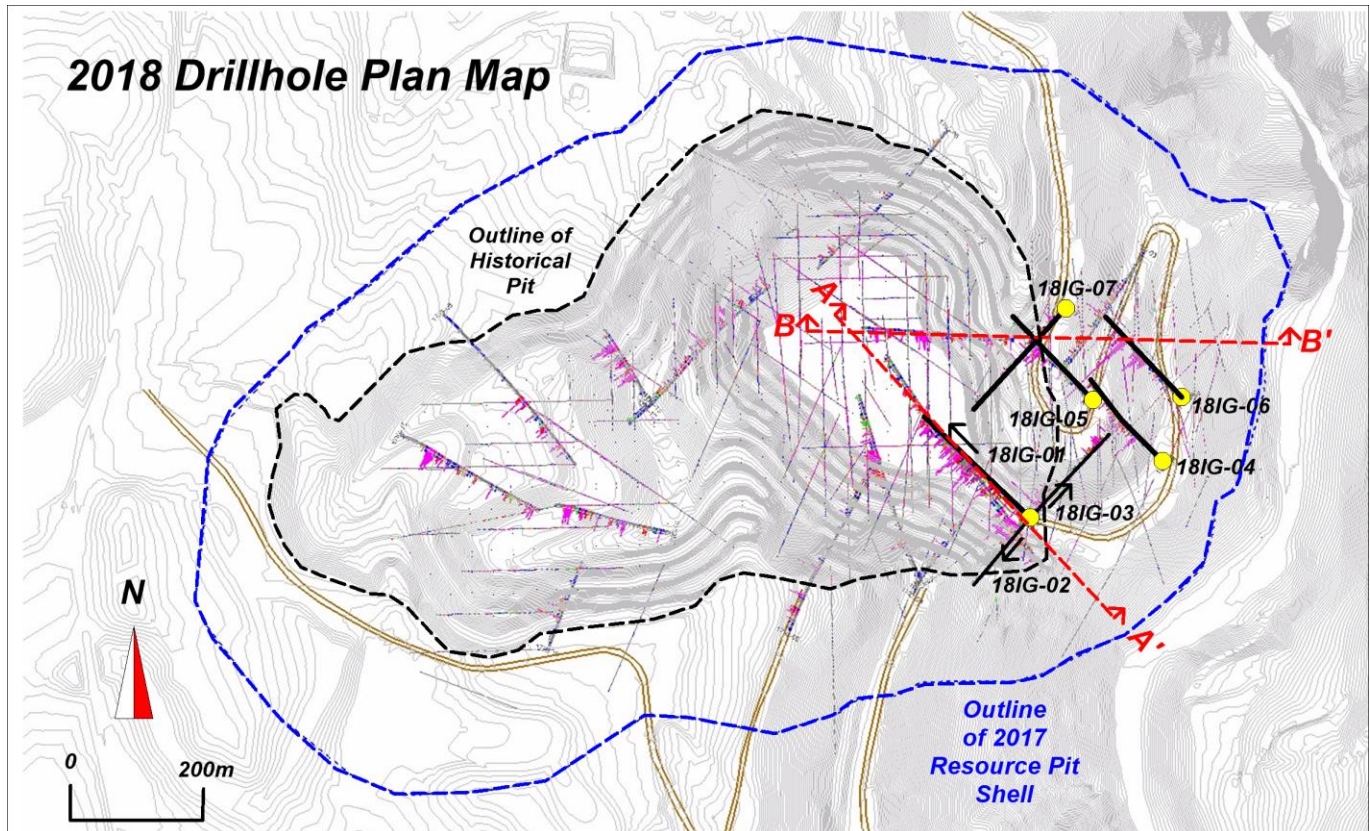 2018 Drillhole Plan Map
Outline of
Historical
Pit
18IG-07
A
B
B'
18IG-05
18IG-06
18IG-01
18IG-04
18IG-03
18IG-02
A'
N
0
200m
Outline
of 2017
Resource Pit
Shell